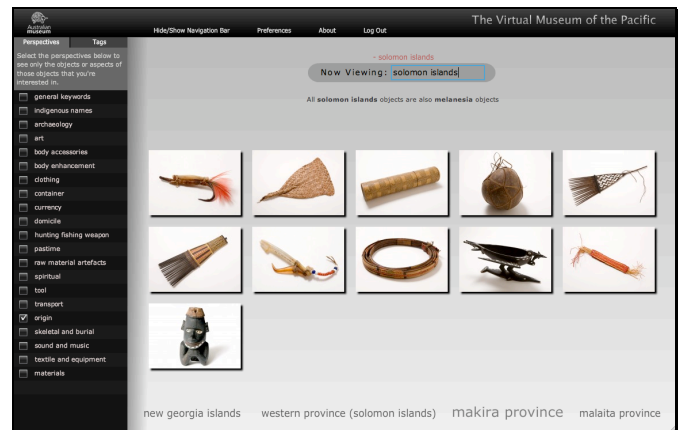 Australian
museum
The Virtual Museum of the Pacific
Hide/Show Navigation Bar Preferences About Log Out
Perspectives Tags
Select the perspectives below to
see only the objects or aspects of
those objects that you're
interested in.
general keywords
indigenous names
archaeology
art
body accessories
body enhancement
clothing
container
currency
domicile
hunting fishing weapon
pastime
raw material artefacts
spiritual
tool
transport
origin
skeletal and burial
sound and music
textile and equipment
materials
- solomon islands
Now Viewing: solomon islands
All solomon islands objects are also melanesia objects
new georgia islands western province (solomon islands) makira province malaita province